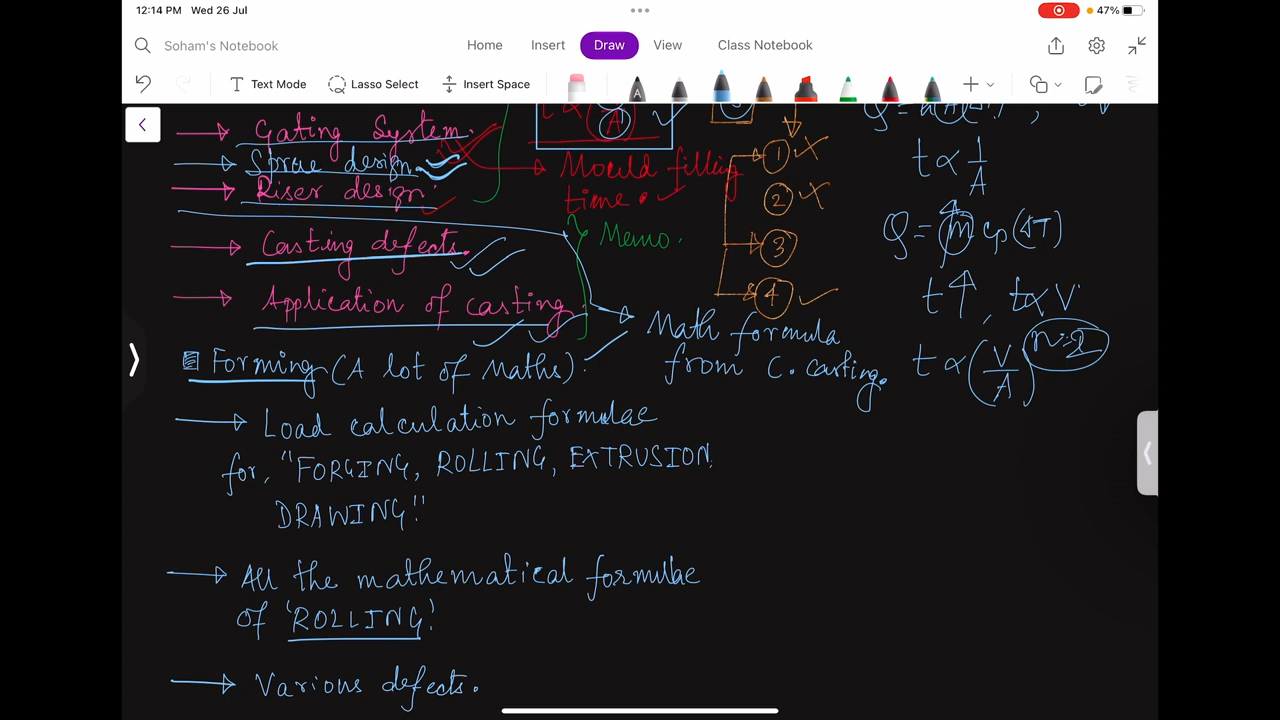 12:14 PM Wed 26 Jul
47%
Soham's Notebook
Home Insert Draw View Class Notebook
Text Mode Lasso Select Insert Space
A
Gating System.
Sprue design.
Riser design.
Casting defects.
Application of casting.
t ∝ (A)
Mould filling
time.
Memo.
1
2
3
4
t ∝ 1/A
Q = m cp (ΔT)
t↑, t∝V
t ∝ (V/A)
Math formula
from C. casting.
Forming (A lot of Maths).
Load calculation formulae
for, "FORGING, ROLLING, EXTRUSION
DRAWING!"
All the mathematical formulae
of 'ROLLING'
Various defects.